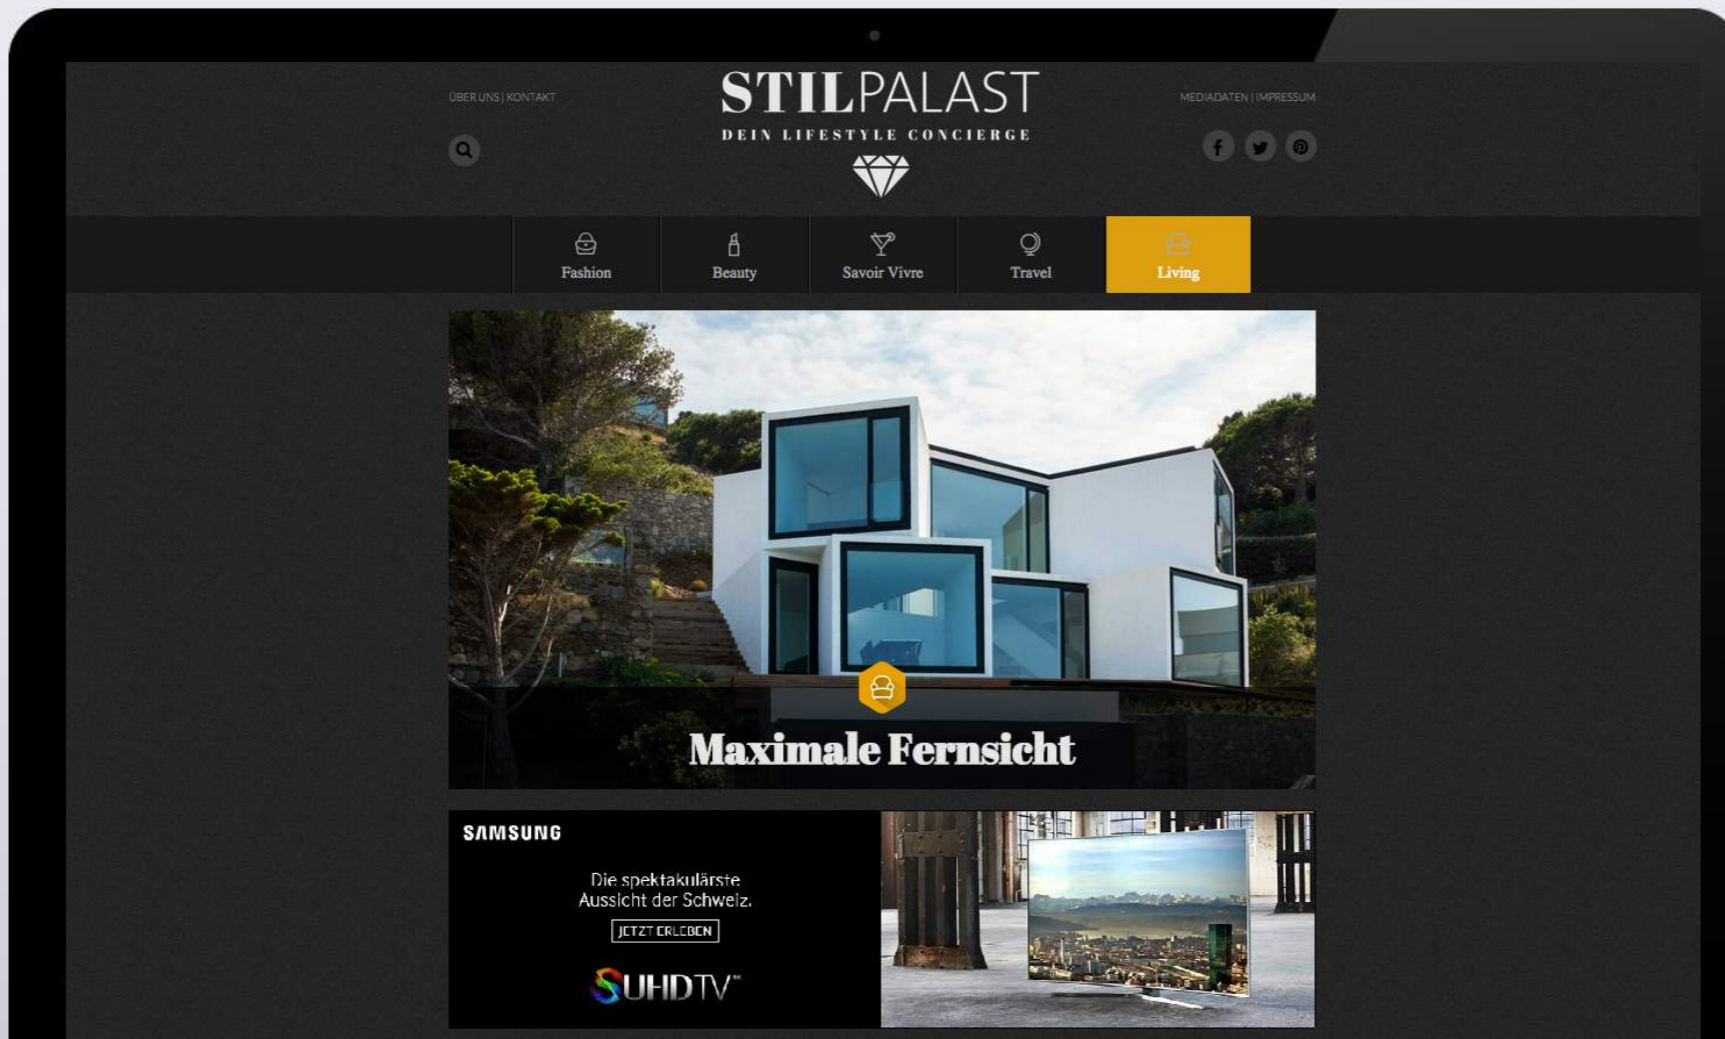 ÜBER UNS | KONTAKT
STILPALAST
DEIN LIFESTYLE CONCIERGE
MEDIADATEN | IMPRESSUM
Fashion
Beauty
Savoir Vivre
Travel
Living
Maximale Fernsicht
SAMSUNG
Die spektakulärste
Aussicht der Schweiz.
JETZT ERLEBEN
SUHDTV™